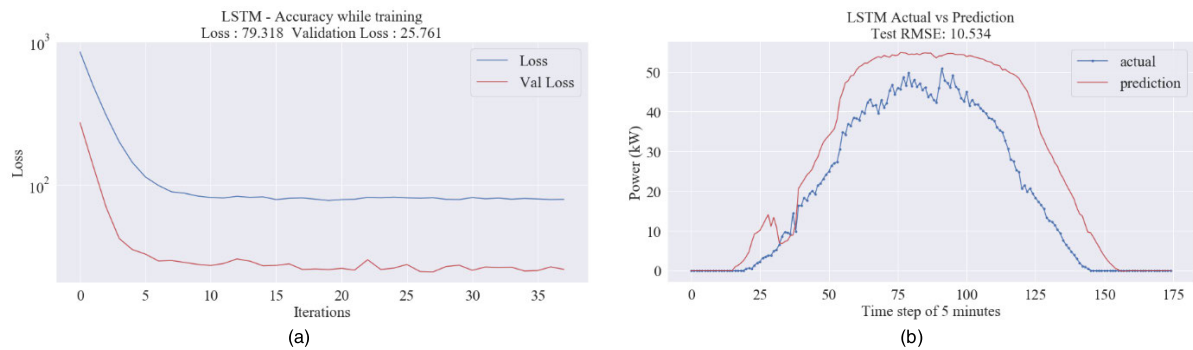 LSTM - Accuracy while training
Loss : 79.318 Validation Loss : 25.761
10³
10²
Loss
Loss
Val Loss
0 5 10 15 20 25 30 35
Iterations
(a)
LSTM Actual vs Prediction
Test RMSE: 10.534
50
40
30
20
10
0
Power (kW)
actual
prediction
0 25 50 75 100 125 150 175
Time step of 5 minutes
(b)